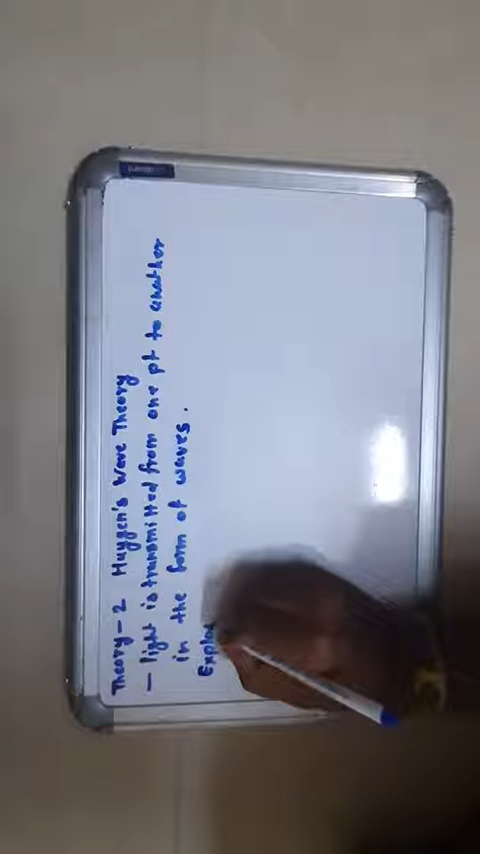 Theory-2 Huygen's Wave Theory
- light is transmitted from one pt to another
in the form of waves.